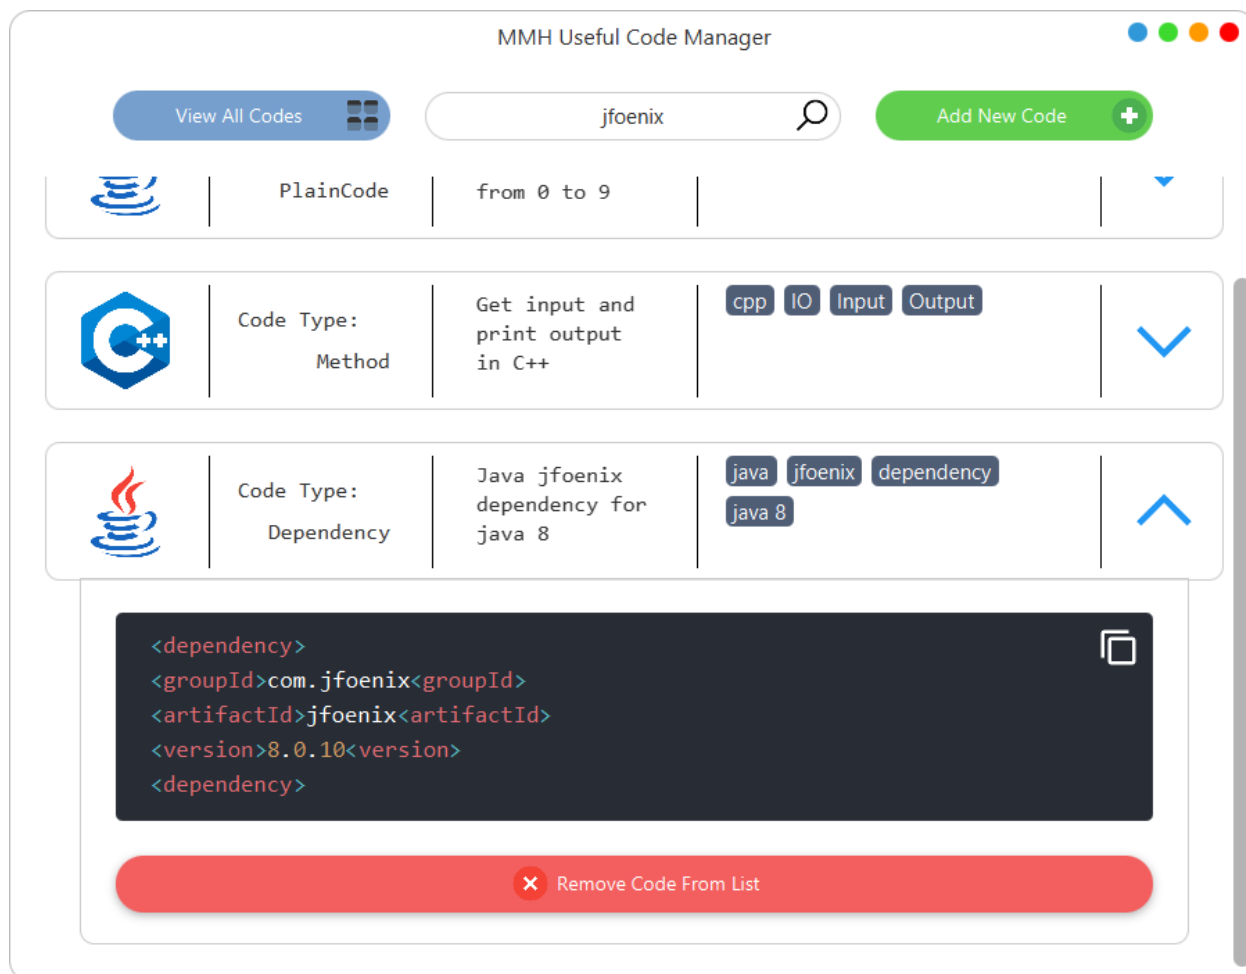 MMH Useful Code Manager
View All Codes
jfoenix
Add New Code
PlainCode
from 0 to 9
C++
Code Type:
Method
Get input and
print output
in C++
cpp IO Input Output
Code Type:
Dependency
Java jfoenix
dependency for
java 8
java jfoenix dependency
java 8
<dependency>
<groupId>com.jfoenix<groupId>
<artifactId>jfoenix<artifactId>
<version>8.0.10<version>
<dependency>
Remove Code From List